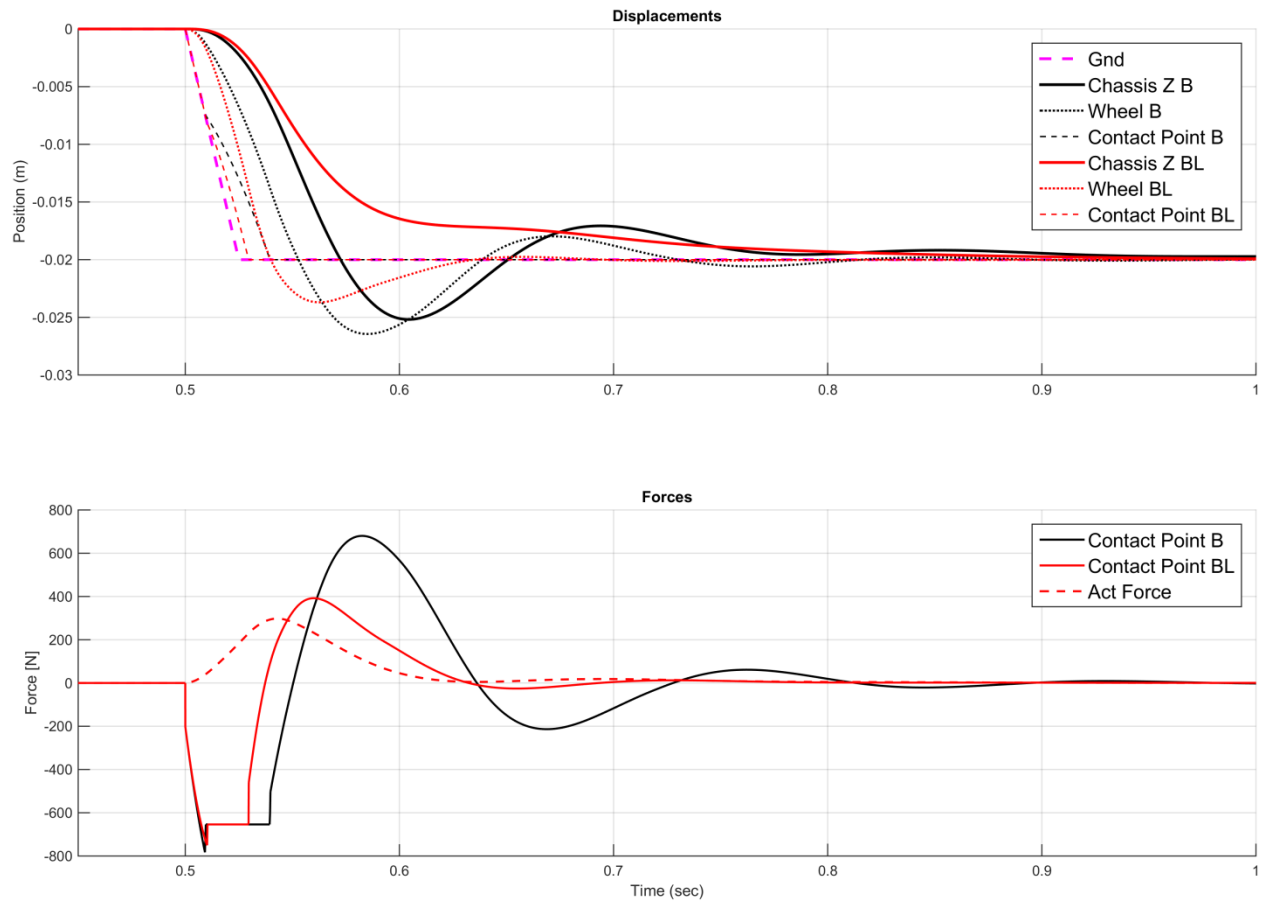 Displacements
0
-0.005
-0.01
-0.015
-0.02
-0.025
-0.03
Position (m)
0.5
0.6
0.7
0.8
0.9
1
Gnd
Chassis Z B
Wheel B
Contact Point B
Chassis Z BL
Wheel BL
Contact Point BL
Forces
800
600
400
200
0
-200
-400
-600
-800
Force [N]
0.5
0.6
0.7
0.8
0.9
1
Time (sec)
Contact Point B
Contact Point BL
Act Force